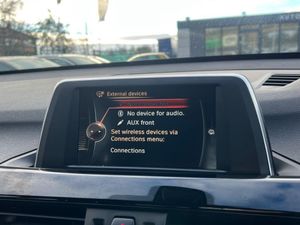 External devices
No device for audio.
AUX front
Set wireless devices via
Connections menu:
Connections